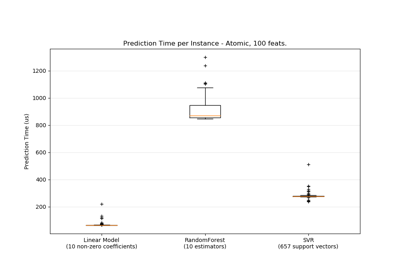 Prediction Time per Instance - Atomic, 100 feats.
Prediction Time (us)
1200
1000
800
600
400
200
Linear Model
(10 non-zero coefficients)
RandomForest
(10 estimators)
SVR
(657 support vectors)